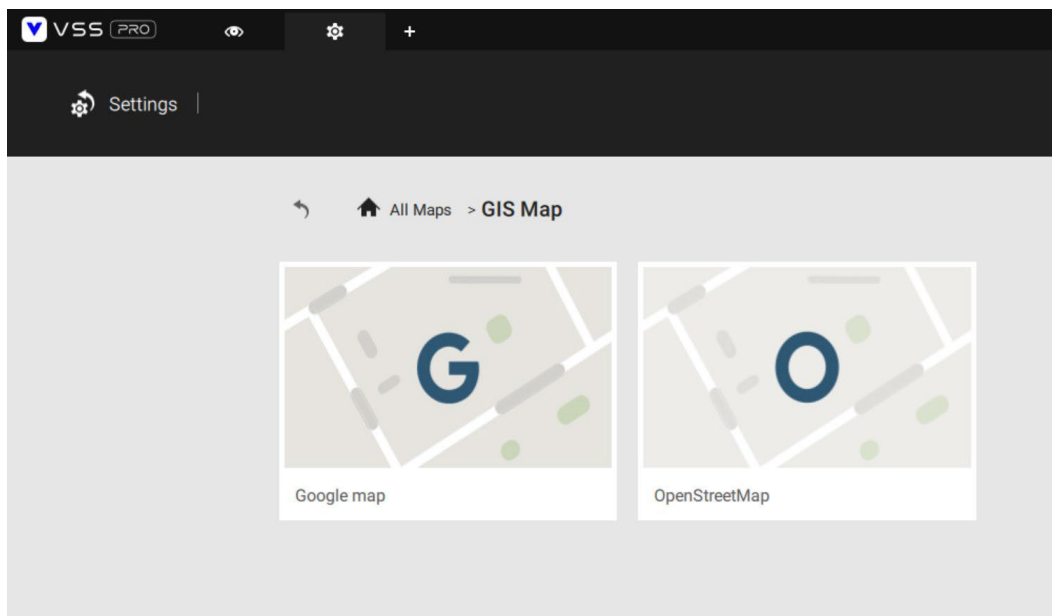 VSS PRO
+
Settings
All Maps > GIS Map
G
O
Google map
OpenStreetMap